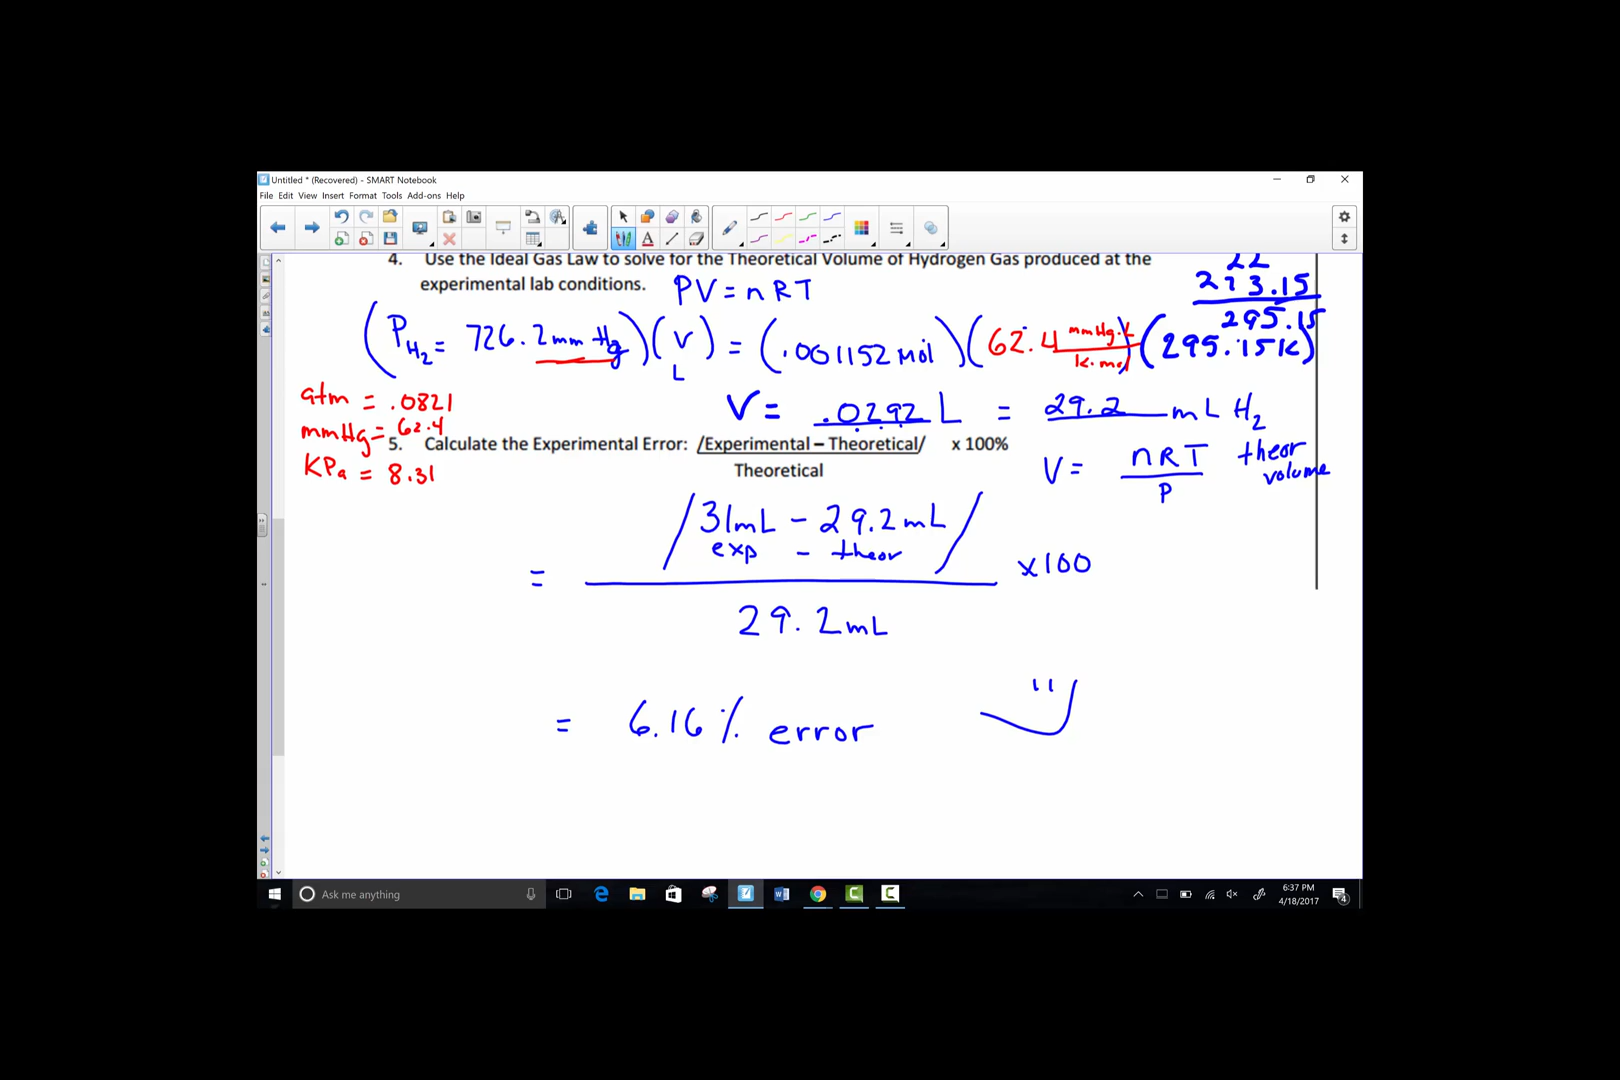 Untitled * (Recovered) - SMART Notebook
File Edit View Insert Format Tools Add-ons Help
4. Use the Ideal Gas Law to solve for the Theoretical Volume of Hydrogen Gas produced at the
experimental lab conditions. PV = nRT
22
273.15
295.15
(P H2 = 726.2 mm Hg)(V L) = (.001152 mol)(62.4 mmHg·L / K·mol)(295.15K)
V = .0292 L = 29.2 mL H2
atm = .0821
mmHg = 62.4
KPa = 8.31
5. Calculate the Experimental Error: /Experimental – Theoretical/ x 100%
Theoretical
V = nRT / P theor volume
= / 31mL - 29.2mL / x100
exp - theor
29.2mL
= 6.16 % error
Ask me anything
6:37 PM
4/18/2017
4